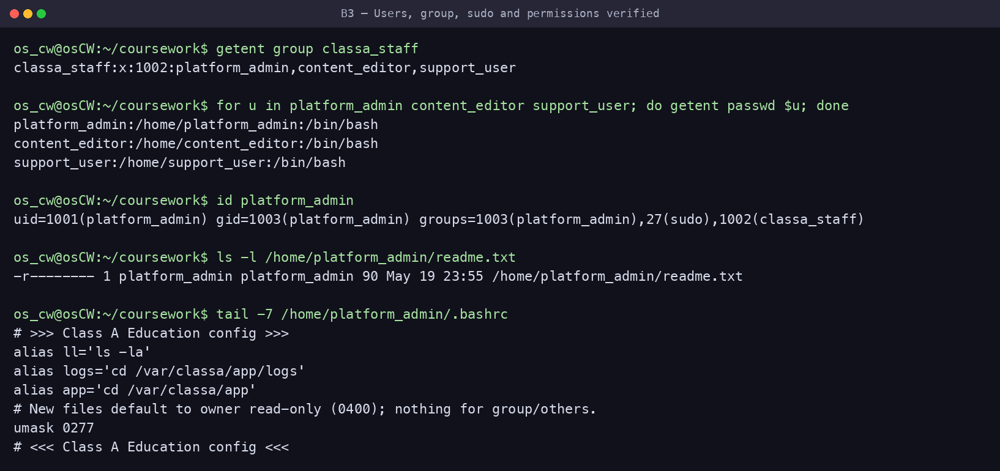 B3 — Users, group, sudo and permissions verified
os_cw@osCW:~/coursework$ getent group classa_staff
classa_staff:x:1002:platform_admin,content_editor,support_user
os_cw@osCW:~/coursework$ for u in platform_admin content_editor support_user; do getent passwd $u; done
platform_admin:/home/platform_admin:/bin/bash
content_editor:/home/content_editor:/bin/bash
support_user:/home/support_user:/bin/bash
os_cw@osCW:~/coursework$ id platform_admin
uid=1001(platform_admin) gid=1003(platform_admin) groups=1003(platform_admin),27(sudo),1002(classa_staff)
os_cw@osCW:~/coursework$ ls -l /home/platform_admin/readme.txt
-r-------- 1 platform_admin platform_admin 90 May 19 23:55 /home/platform_admin/readme.txt
os_cw@osCW:~/coursework$ tail -7 /home/platform_admin/.bashrc
# >>> Class A Education config >>>
alias ll='ls -la'
alias logs='cd /var/classa/app/logs'
alias app='cd /var/classa/app'
# New files default to owner read-only (0400); nothing for group/others.
umask 0277
# <<< Class A Education config <<<